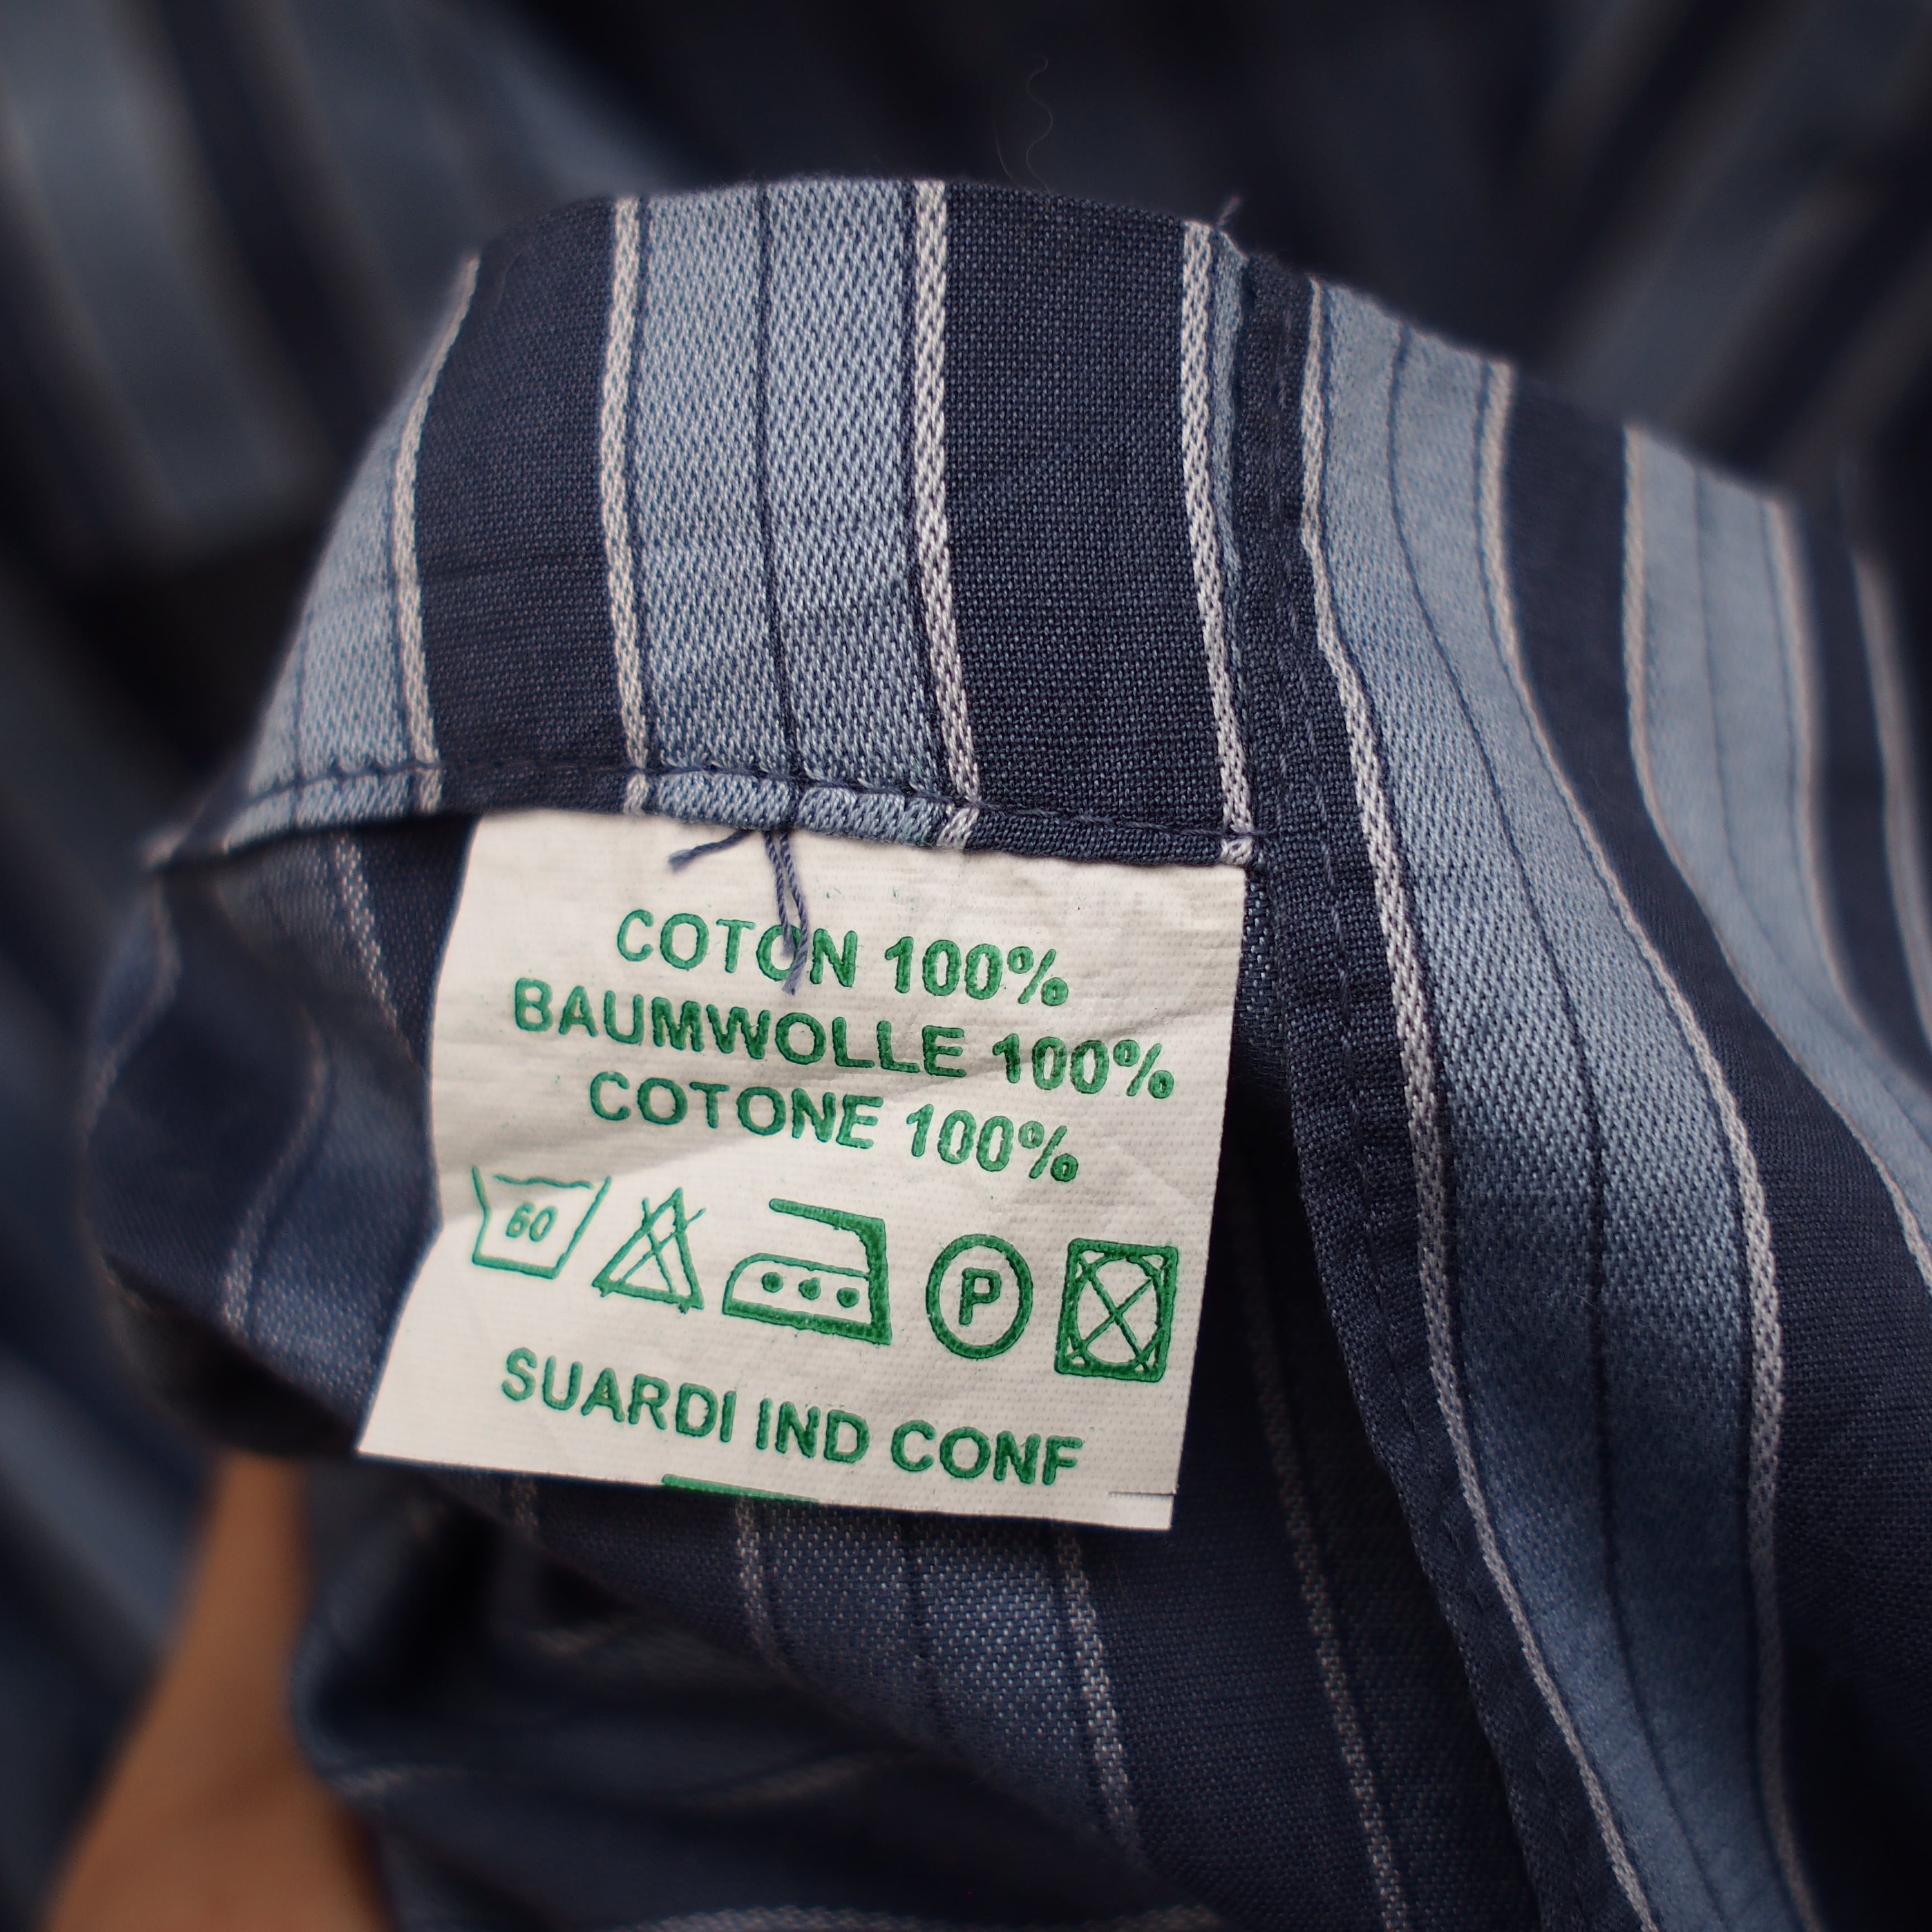 COTON 100%
BAUMWOLLE 100%
COTONE 100%
60 P
SUARDI IND CONF